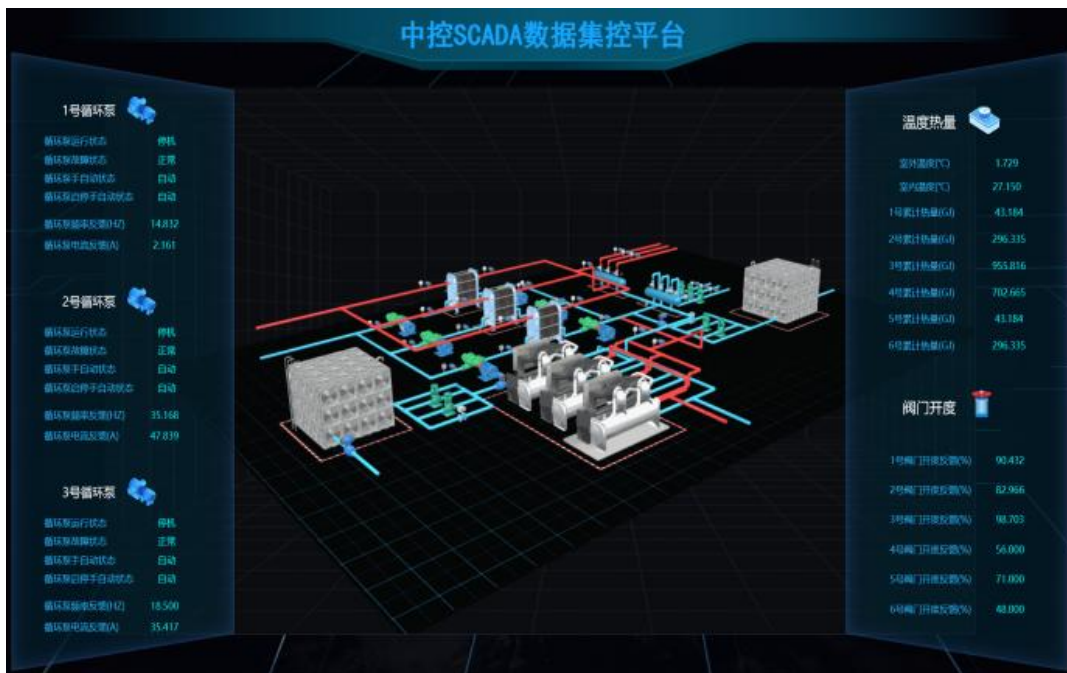 中控SCADA数据集控平台
1号循环泵
循环泵运行状态 停机
循环泵故障状态 正常
循环泵手自动状态 自动
循环泵启停手自动状态 自动
循环泵频率反馈(HZ) 14.832
循环泵电流反馈(A) 2.161
2号循环泵
循环泵运行状态 停机
循环泵故障状态 正常
循环泵手自动状态 自动
循环泵启停手自动状态 自动
循环泵频率反馈(HZ) 35.168
循环泵电流反馈(A) 47.839
3号循环泵
循环泵运行状态 停机
循环泵故障状态 正常
循环泵手自动状态 自动
循环泵启停手自动状态 自动
循环泵频率反馈(HZ) 18.500
循环泵电流反馈(A) 35.417
温度热量
室外温度(℃) 1.729
室内温度(℃) 27.150
1号累计热量(GJ) 43.184
2号累计热量(GJ) 296.335
3号累计热量(GJ) 955.816
4号累计热量(GJ) 702.665
5号累计热量(GJ) 43.184
6号累计热量(GJ) 296.335
阀门开度
1号阀门开度反馈(%) 90.432
2号阀门开度反馈(%) 82.966
3号阀门开度反馈(%) 98.703
4号阀门开度反馈(%) 56.000
5号阀门开度反馈(%) 71.000
6号阀门开度反馈(%) 48.000